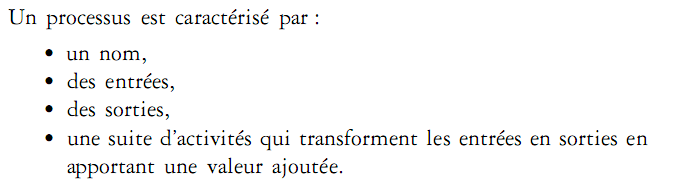 Un processus est caractérisé par :
• un nom,
• des entrées,
• des sorties,
• une suite d'activités qui transforment les entrées en sorties en
apportant une valeur ajoutée.